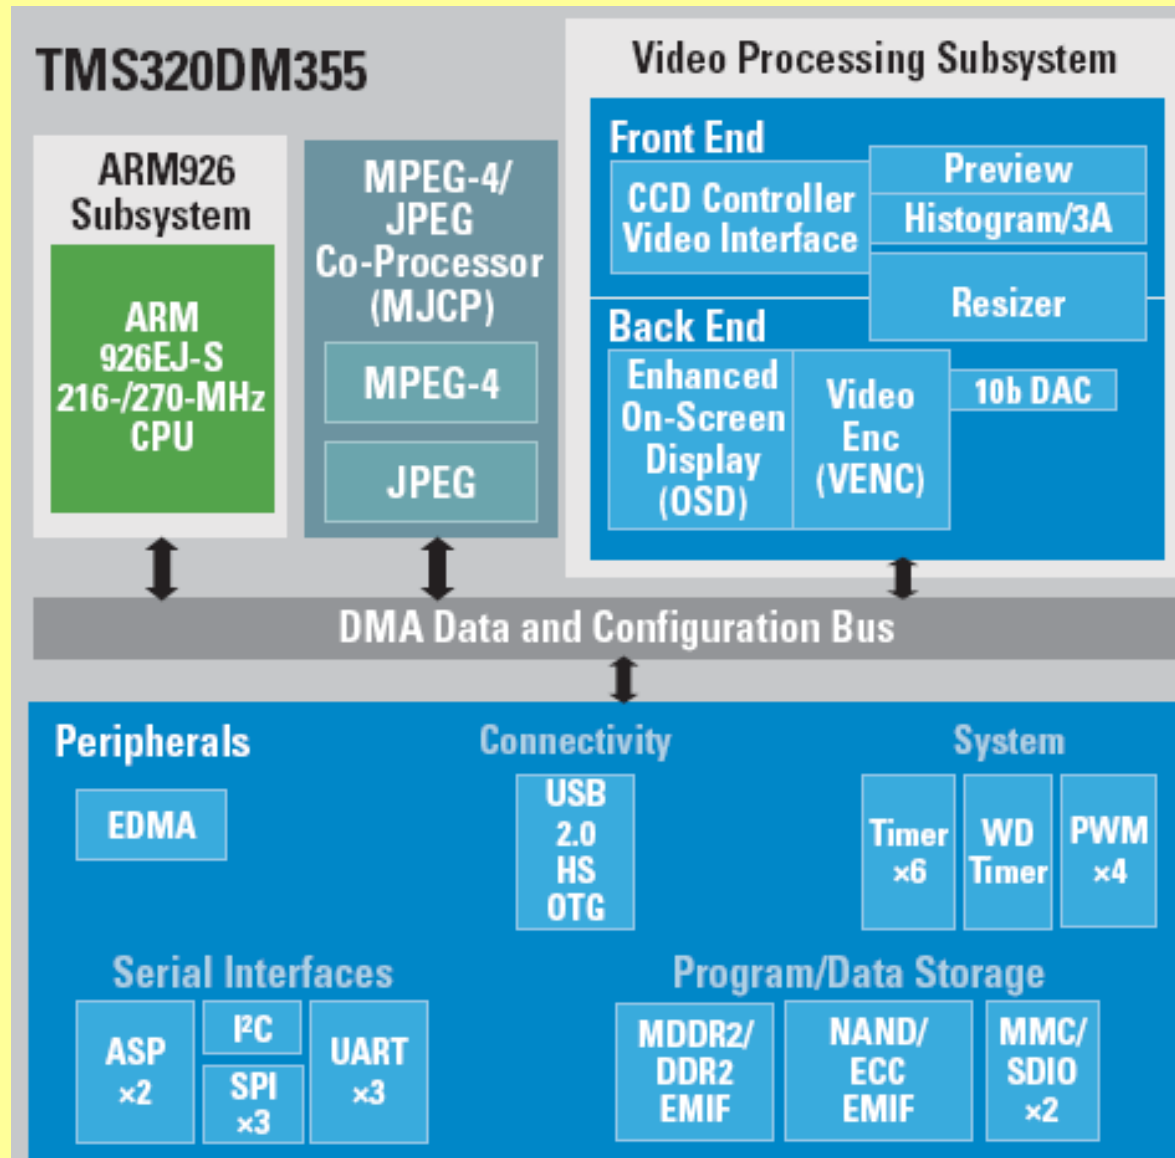 TMS320DM355
ARM926
Subsystem
ARM
926EJ-S
216-/270-MHz
CPU
MPEG-4/
JPEG
Co-Processor
(MJCP)
MPEG-4
JPEG
Video Processing Subsystem
Front End
CCD Controller
Video Interface
Preview
Histogram/3A
Resizer
Back End
Enhanced
On-Screen
Display
(OSD)
Video
Enc
(VENC)
10b DAC
DMA Data and Configuration Bus
Peripherals
EDMA
Connectivity
USB
2.0
HS
OTG
System
Timer
×6
WD
Timer
PWM
×4
Serial Interfaces
ASP
×2
I²C
SPI
×3
UART
×3
Program/Data Storage
MDDR2/
DDR2
EMIF
NAND/
ECC
EMIF
MMC/
SDIO
×2